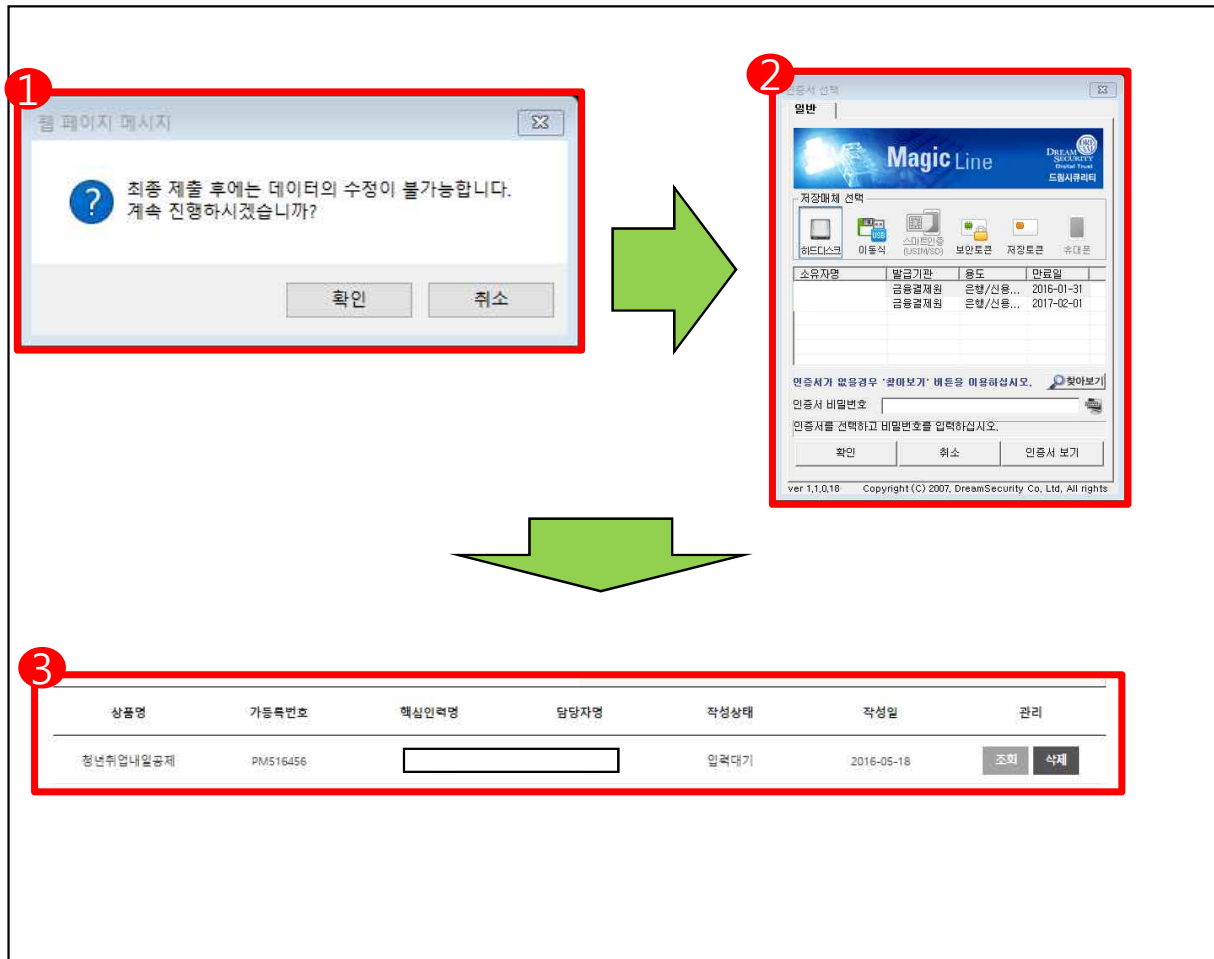 1
웹 페이지 메시지
최종 제출 후에는 데이터의 수정이 불가능합니다.
계속 진행하시겠습니까?
확인 취소
2
인증서 선택
일반
Magic Line
DREAM SECURITY
Digital Trust
드림시큐리티
저장매체 선택
하드디스크 이동식 스마트인증 (USIM/SD) 보안토큰 저장토큰 휴대폰
소유자명 발급기관 용도 만료일
금융결제원 은행/신용... 2016-01-31
금융결제원 은행/신용... 2017-02-01
인증서가 없을경우 '찾아보기' 버튼을 이용하십시오. 찾아보기
인증서 비밀번호
인증서를 선택하고 비밀번호를 입력하십시오.
확인 취소 인증서 보기
ver 1,1,0,18 Copyright (C) 2007, DreamSecurity Co, Ltd, All rights
3
상품명 가등록번호 핵심인력명 담당자명 작성상태 작성일 관리
청년취업내일공제 PM516456 입력대기 2016-05-18 조회 삭제